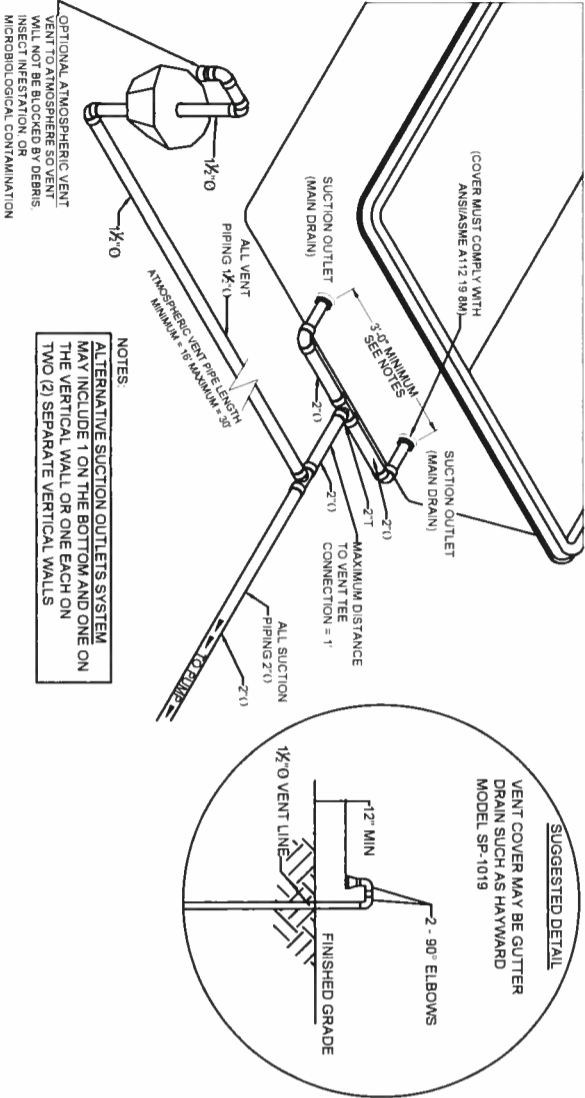 (COVER MUST COMPLY WITH
ANSI/ASME A112 19 8M)
SUCTION OUTLET
(MAIN DRAIN)
3'-0" MINIMUM
SEE NOTES
SUCTION OUTLET
(MAIN DRAIN)
2"()
2"()
2"T
2"()
MAXIMUM DISTANCE
TO VENT TEE
CONNECTION = 1'
ALL SUCTION
PIPING 2"()
2"()
TO PUMP
ALL VENT
PIPING 1½"()
ATMOSPHERIC VENT PIPE LENGTH
MINIMUM = 16' MAXIMUM = 30'
1½"O
1½"O
OPTIONAL ATMOSPHERIC VENT
VENT TO ATMOSPHERE SO VENT
WILL NOT BE BLOCKED BY DEBRIS,
INSECT INFESTATION, OR
MICROBIOLOGICAL CONTAMINATION
NOTES:
ALTERNATIVE SUCTION OUTLETS SYSTEM
MAY INCLUDE 1 ON THE BOTTOM AND ONE ON
THE VERTICAL WALL OR ONE EACH ON
TWO (2) SEPARATE VERTICAL WALLS
SUGGESTED DETAIL
VENT COVER MAY BE GUTTER
DRAIN SUCH AS HAYWARD
MODEL SP-1019
2 - 90° ELBOWS
12" MIN
FINISHED GRADE
1½"O VENT LINE